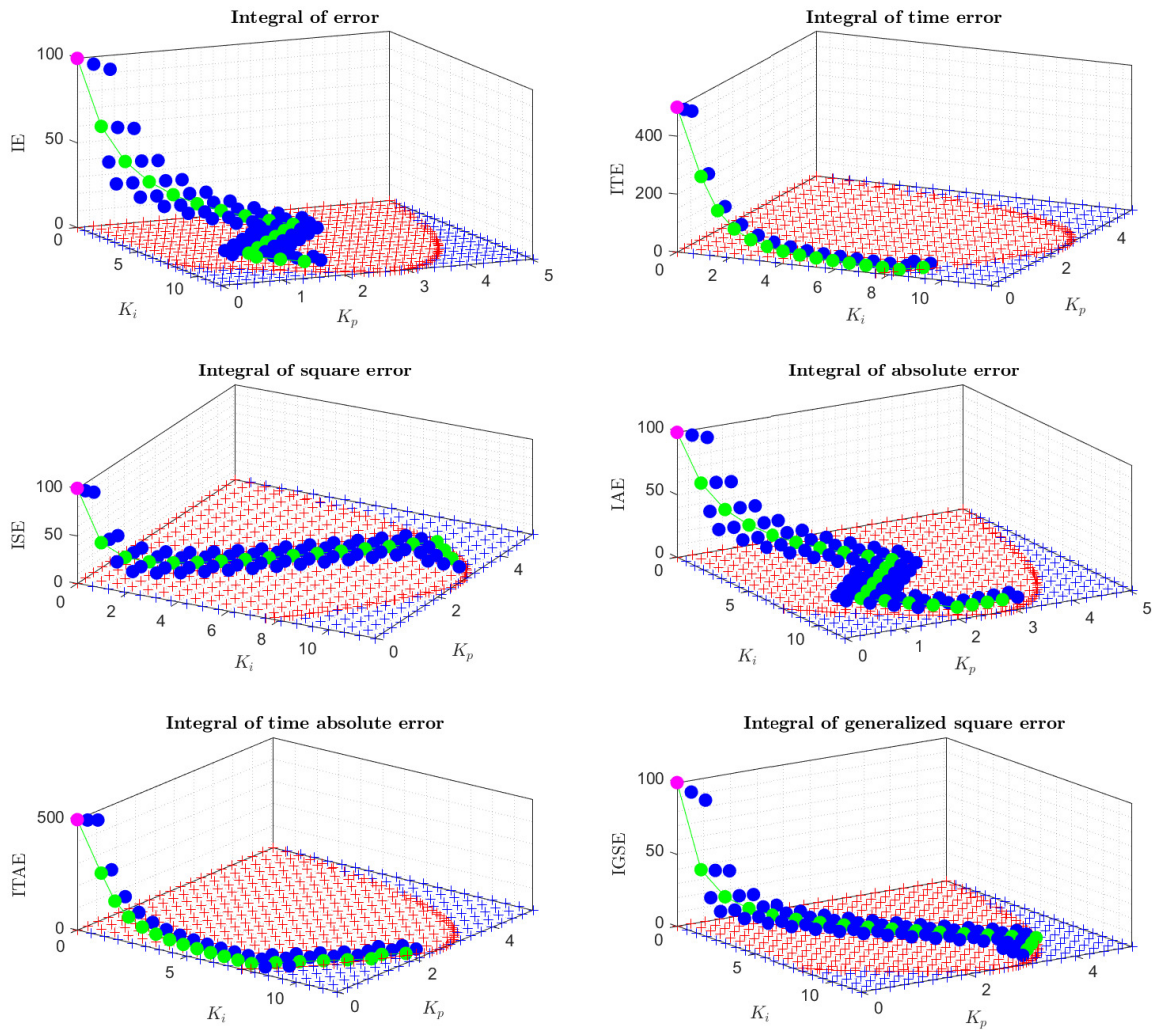 Integral of error
100
50
0
IE
0
5
10
K_i
0
1
2
3
4
5
K_p
Integral of time error
400
200
0
ITE
0
2
4
6
8
10
K_i
0
2
4
K_p
Integral of square error
100
50
0
ISE
0
2
4
6
8
10
K_i
0
2
4
K_p
Integral of absolute error
100
50
0
IAE
0
5
10
K_i
0
1
2
3
4
5
K_p
Integral of time absolute error
500
0
ITAE
0
5
10
K_i
0
2
4
K_p
Integral of generalized square error
100
50
0
IGSE
0
5
10
K_i
0
2
4
K_p